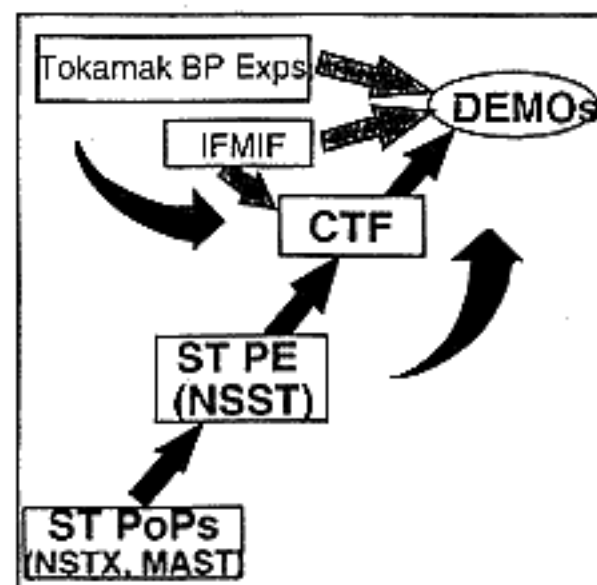 Tokamak BP Exps
DEMOs
IFMIF
CTF
ST PE
(NSST)
ST PoPs
(NSTX, MAST)